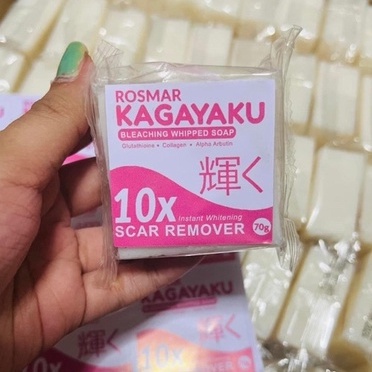 ROSMAR
KAGAYAKU
BLEACHING WHIPPED SOAP
Glutathione • Collagen • Alpha Arbutin
輝く
10x
Instant Whitening
SCAR REMOVER
70g
ROSMAR
KAGAYAKU
輝く
10x